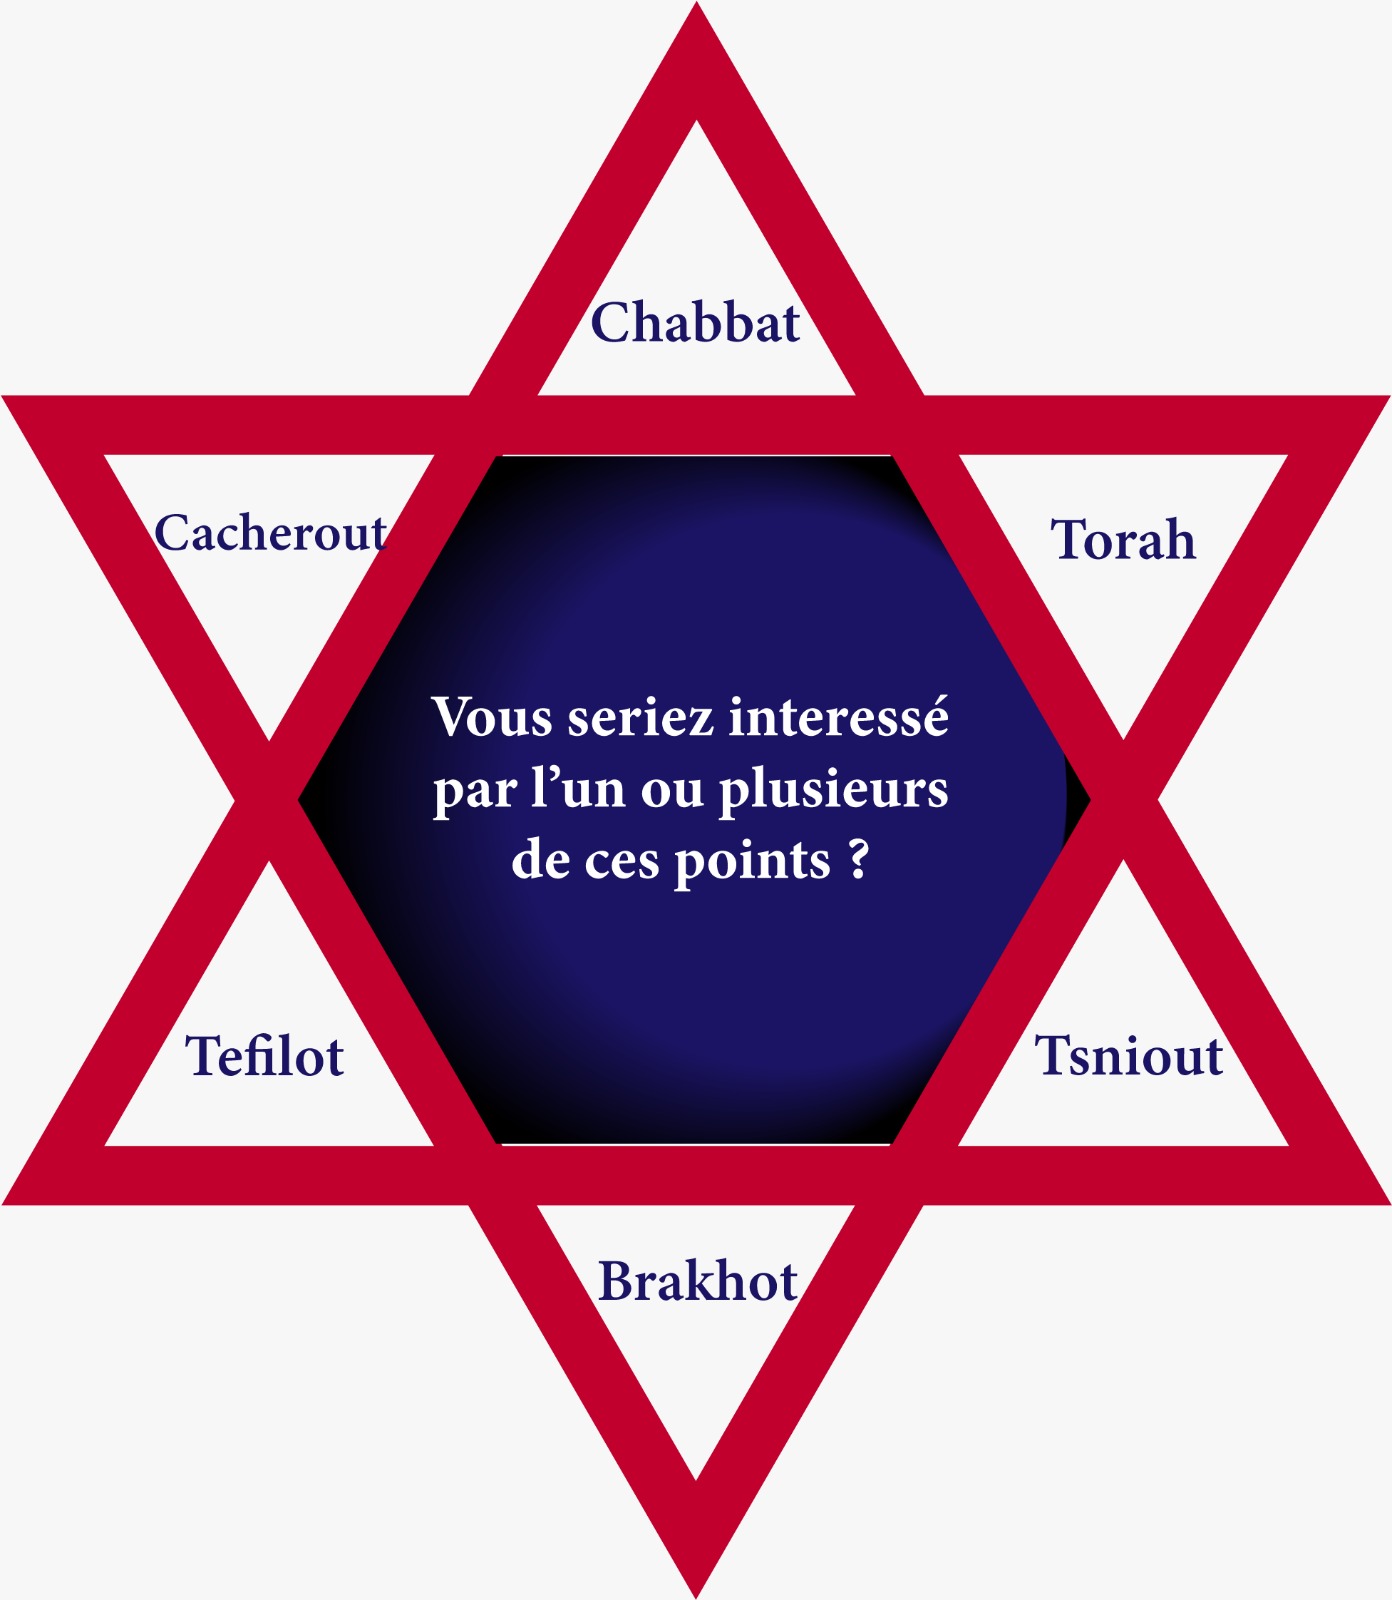 Chabbat
Cacherout
Torah
Vous seriez interessé
par l’un ou plusieurs
de ces points ?
Tefilot
Tsniout
Brakhot